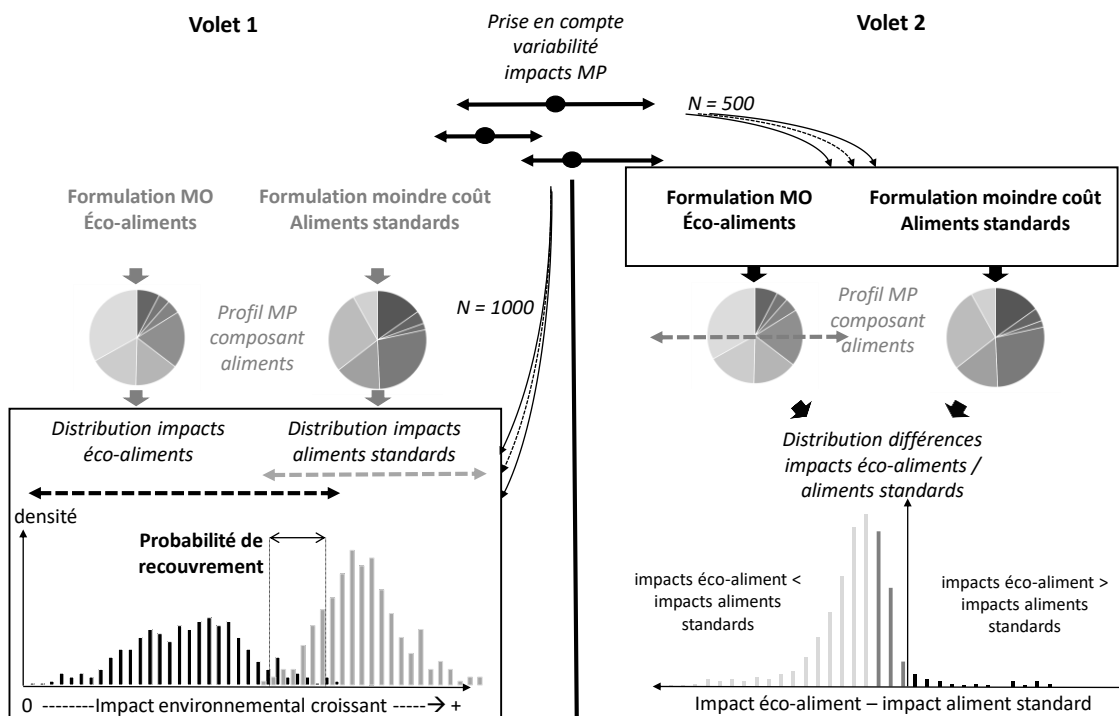 Volet 1
Prise en compte
variabilité
impacts MP
Volet 2
N = 500
Formulation MO
Éco-aliments
Formulation moindre coût
Aliments standards
Profil MP
composant
aliments
N = 1000
Distribution impacts
éco-aliments
Distribution impacts
aliments standards
densité
Probabilité de
recouvrement
0 --------Impact environnemental croissant -----→ +
Formulation MO
Éco-aliments
Formulation moindre coût
Aliments standards
Profil MP
composant
aliments
Distribution différences
impacts éco-aliments /
aliments standards
impacts éco-aliment <
impacts aliments
standards
impacts éco-aliment >
impacts aliments
standards
Impact éco-aliment – impact aliment standard